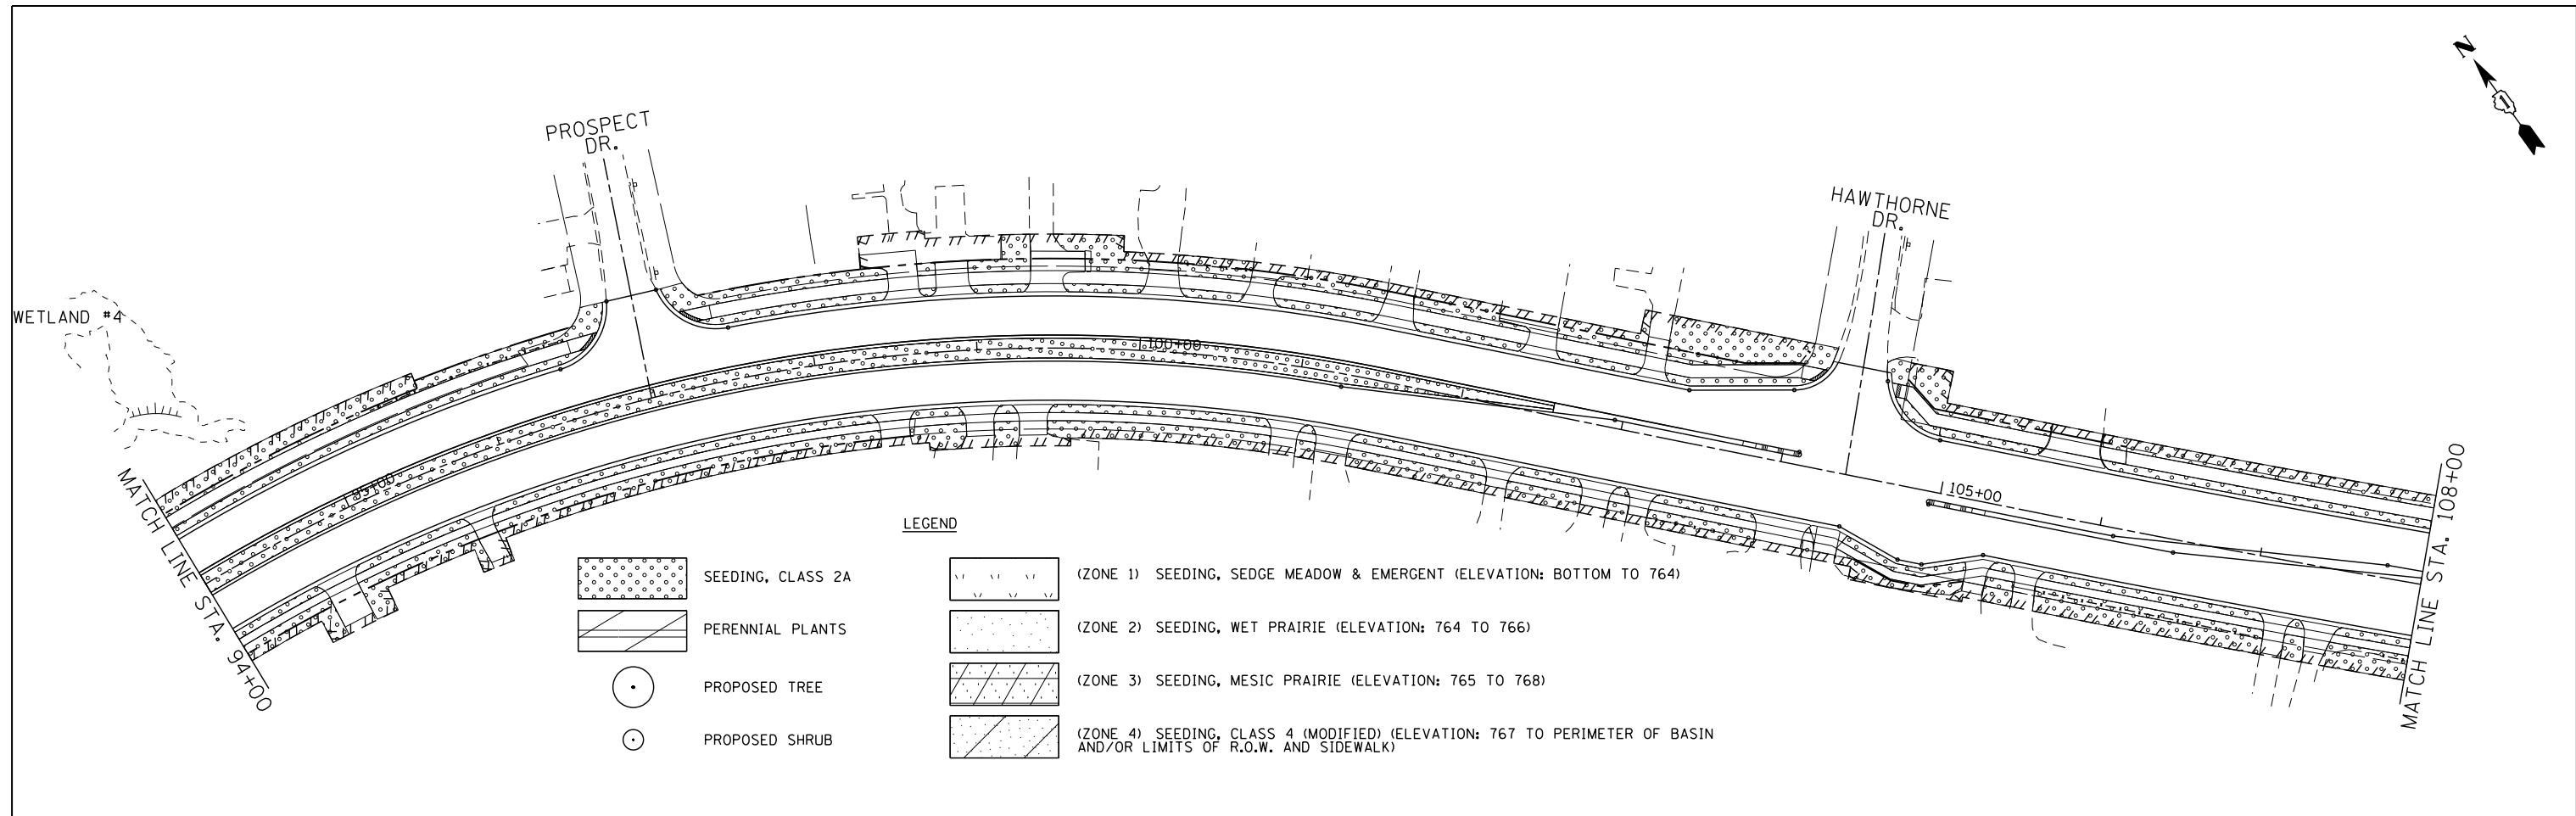 N
PROSPECT
DR.
HAWTHORNE
DR.
WETLAND #4
100+00
95+00
105+00
MATCH LINE STA. 94+00
MATCH LINE STA. 108+00
LEGEND
SEEDING, CLASS 2A
PERENNIAL PLANTS
PROPOSED TREE
PROPOSED SHRUB
(ZONE 1) SEEDING, SEDGE MEADOW & EMERGENT (ELEVATION: BOTTOM TO 764)
(ZONE 2) SEEDING, WET PRAIRIE (ELEVATION: 764 TO 766)
(ZONE 3) SEEDING, MESIC PRAIRIE (ELEVATION: 765 TO 768)
(ZONE 4) SEEDING, CLASS 4 (MODIFIED) (ELEVATION: 767 TO PERIMETER OF BASIN
AND/OR LIMITS OF R.O.W. AND SIDEWALK)